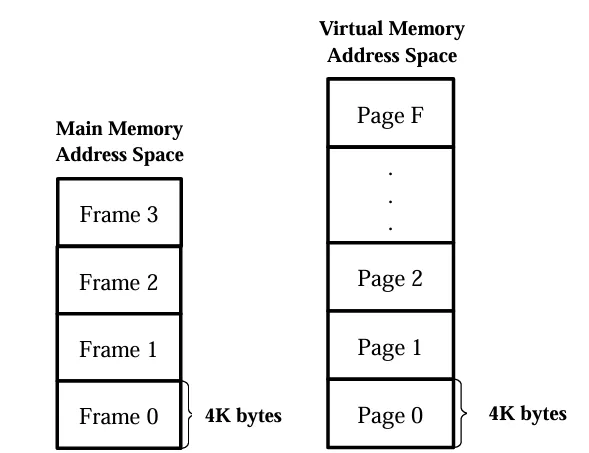 Virtual Memory
Address Space
Page F
.
.
.
Page 2
Page 1
Page 0
4K bytes
Main Memory
Address Space
Frame 3
Frame 2
Frame 1
Frame 0
4K bytes